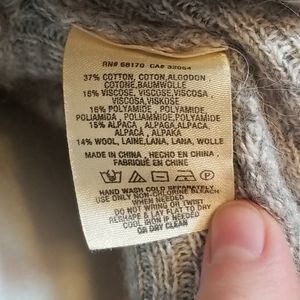 RN# 68170 CA# 32054
37% COTTON, COTON, ALGODON,
COTONE, BAUMWOLLE
18% VISCOSE, VISCOSE, VISCOSA
VISCOSA, VISKOSE
16% POLYAMIDE, POLYAMIDE,
POLIAMIDA, POLIAMMIDE, POLYAMID
15% ALPACA, ALPAGA, ALPACA,
ALPACA, ALPAKA
14% WOOL, LAINE, LANA, LANA, WOLLE
MADE IN CHINA, HECHO EN CHINA,
FABRIQUÉ EN CHINE
HAND WASH COLD SEPARATELY
USE ONLY NON-CHLORINE BLEACH
WHEN NEEDED
DO NOT WRING OR TWIST
RESHAPE & LAY FLAT TO DRY
COOL IRON IF NEEDED
OR DRY CLEAN